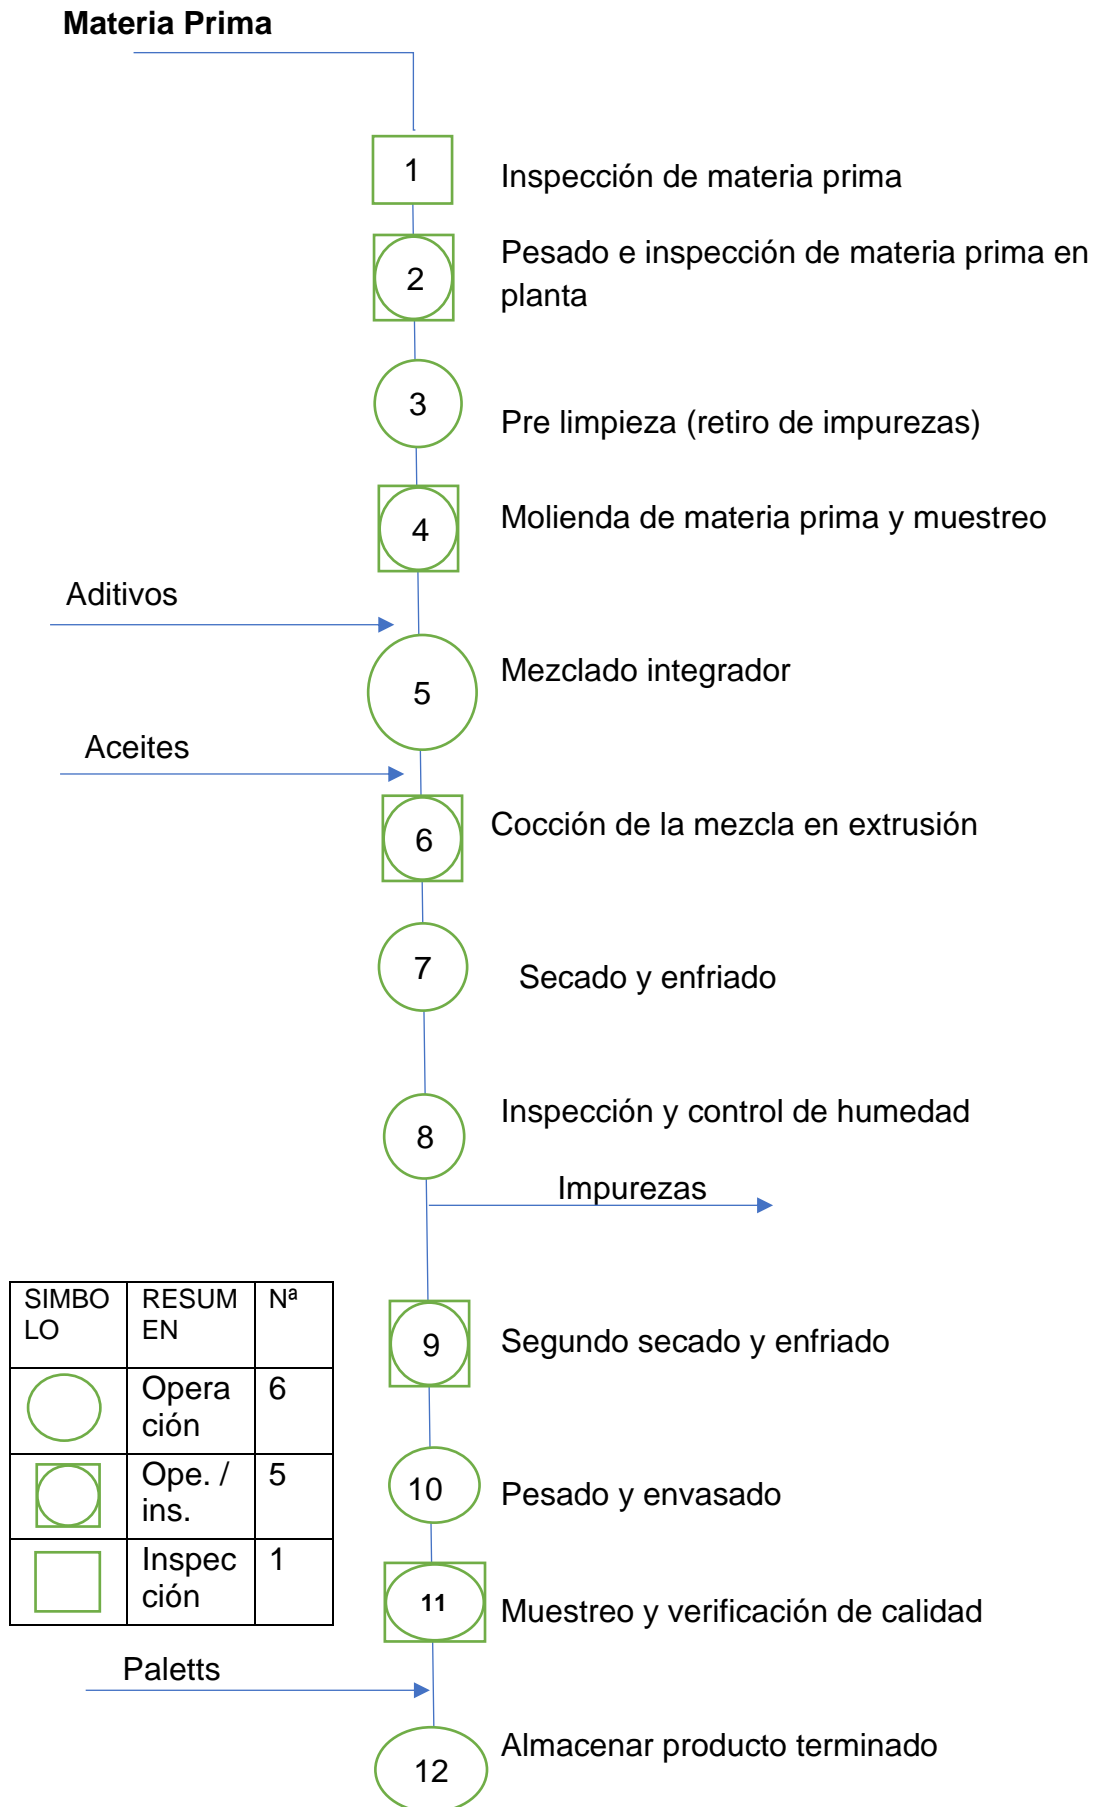 Materia Prima
1
Inspección de materia prima
2
Pesado e inspección de materia prima en
planta
3
Pre limpieza (retiro de impurezas)
4
Molienda de materia prima y muestreo
Aditivos
5
Mezclado integrador
Aceites
6
Cocción de la mezcla en extrusión
7
Secado y enfriado
8
Inspección y control de humedad
Impurezas
9
Segundo secado y enfriado
10
Pesado y envasado
11
Muestreo y verificación de calidad
Paletts
12
Almacenar producto terminado
SIMBO
LO
RESUM
EN
Nª
Opera
ción
6
Ope. /
ins.
5
Inspec
ción
1